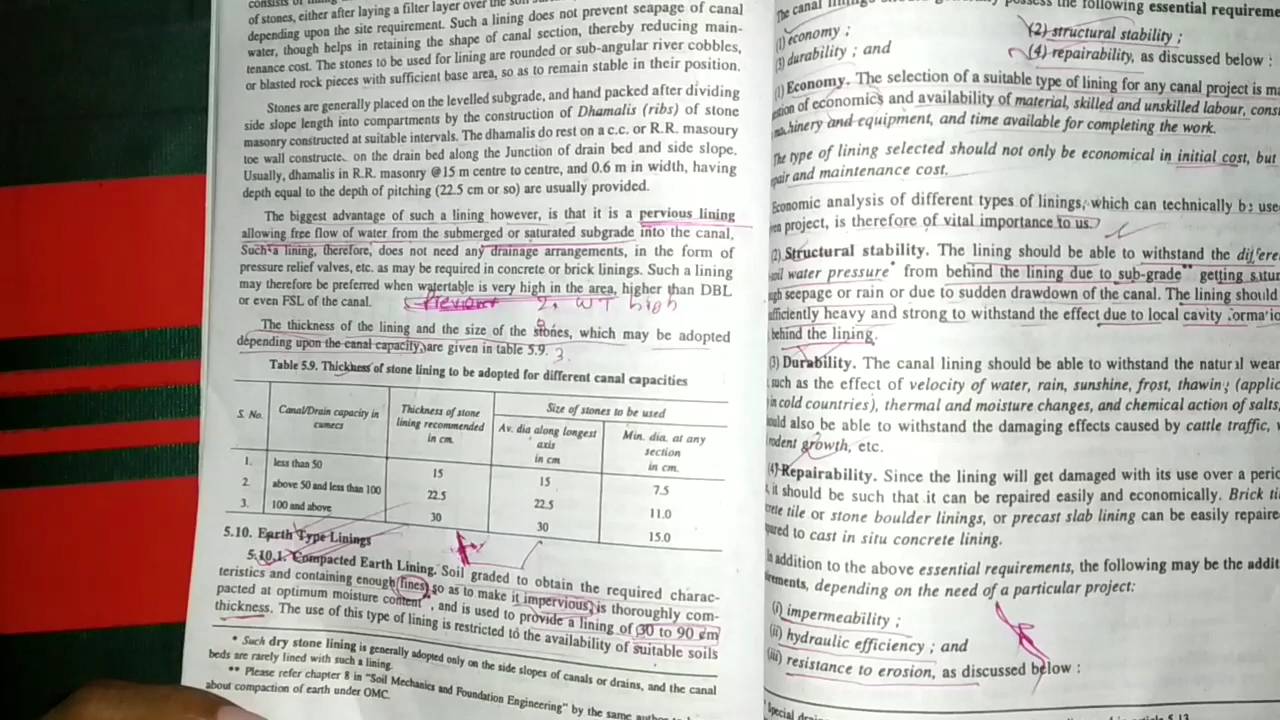 of stones, either after laying a filter layer over the
depending upon the site requirement. Such a lining does not prevent seapage of canal
water, though helps in retaining the shape of canal section, thereby reducing main-
tenance cost. The stones to be used for lining are rounded or sub-angular river cobbles,
or blasted rock pieces with sufficient base area, so as to remain stable in their position.
Stones are generally placed on the levelled subgrade, and hand packed after dividing
side slope length into compartments by the construction of Dhamalis (ribs) of stone
masonry constructed at suitable intervals. The dhamalis do rest on a c.c. or R.R. masoury
toe wall constructe. on the drain bed along the Junction of drain bed and side slope.
Usually, dhamalis in R.R. masonry @ 15 m centre to centre, and 0.6 m in width, having
depth equal to the depth of pitching (22.5 cm or so) are usually provided.
The biggest advantage of such a lining however, is that it is a pervious lining
allowing free flow of water from the submerged or saturated subgrade into the canal.
Such a lining, therefore, does not need any drainage arrangements, in the form of
pressure relief valves, etc. as may be required in concrete or brick linings. Such a lining
may therefore be preferred when watertable is very high in the area, higher than DBL
or even FSL of the canal.
2. WT high
The thickness of the lining and the size of the stones, which may be adopted
depending upon the canal capacity, are given in table 5.9. 3.
Table 5.9. Thickness of stone lining to be adopted for different canal capacities
S. No. Canal/Drain capacity in cumecs Thickness of stone lining recommended in cm. Size of stones to be used
Av. dia along longest axis in cm Min. dia. at any section in cm.
1. less than 50 15 15 7.5
2. above 50 and less than 100 22.5 22.5 11.0
3. 100 and above 30 30 15.0
5.10. Earth Type Linings
5.10.1. Compacted Earth Lining. Soil graded to obtain the required charac-
teristics and containing enough fines so as to make it impervious, is thoroughly com-
pacted at optimum moisture content**, and is used to provide a lining of 30 to 90 cm
thickness. The use of this type of lining is restricted to the availability of suitable soils
* Such dry stone lining is generally adopted only on the side slopes of canals or drains, and the canal
beds are rarely lined with such a lining.
** Please refer chapter 8 in "Soil Mechanics and Foundation Engineering" by the same
about compaction of earth under OMC.
the following essential requireme
(1) economy ; (2) structural stability ;
(3) durability ; and (4) repairability, as discussed below :
(1) Economy. The selection of a suitable type of lining for any canal project is ma
of economics and availability of material, skilled and unskilled labour, cons
hinery and equipment, and time available for completing the work.
The type of lining selected should not only be economical in initial cost, but
and maintenance cost.
Economic analysis of different types of linings, which can technically be use
project, is therefore of vital importance to us.
(2) Structural stability. The lining should be able to withstand the differe
soil water pressure* from behind the lining due to sub-grade** getting satur
seepage or rain or due to sudden drawdown of the canal. The lining should
fficiently heavy and strong to withstand the effect due to local cavity formatio
behind the lining.
(3) Durability. The canal lining should be able to withstand the natural wear
such as the effect of velocity of water, rain, sunshine, frost, thawing (applic
in cold countries), thermal and moisture changes, and chemical action of salts,
ould also be able to withstand the damaging effects caused by cattle traffic,
rodent growth, etc.
(4) Repairability. Since the lining will get damaged with its use over a peri
it should be such that it can be repaired easily and economically. Brick ti
crete tile or stone boulder linings, or precast slab lining can be easily repaire
to cast in situ concrete lining.
In addition to the above essential requirements, the following may be the addit
irements, depending on the need of a particular project:
(i) impermeability ;
(ii) hydraulic efficiency ; and
(iii) resistance to erosion, as discussed below :